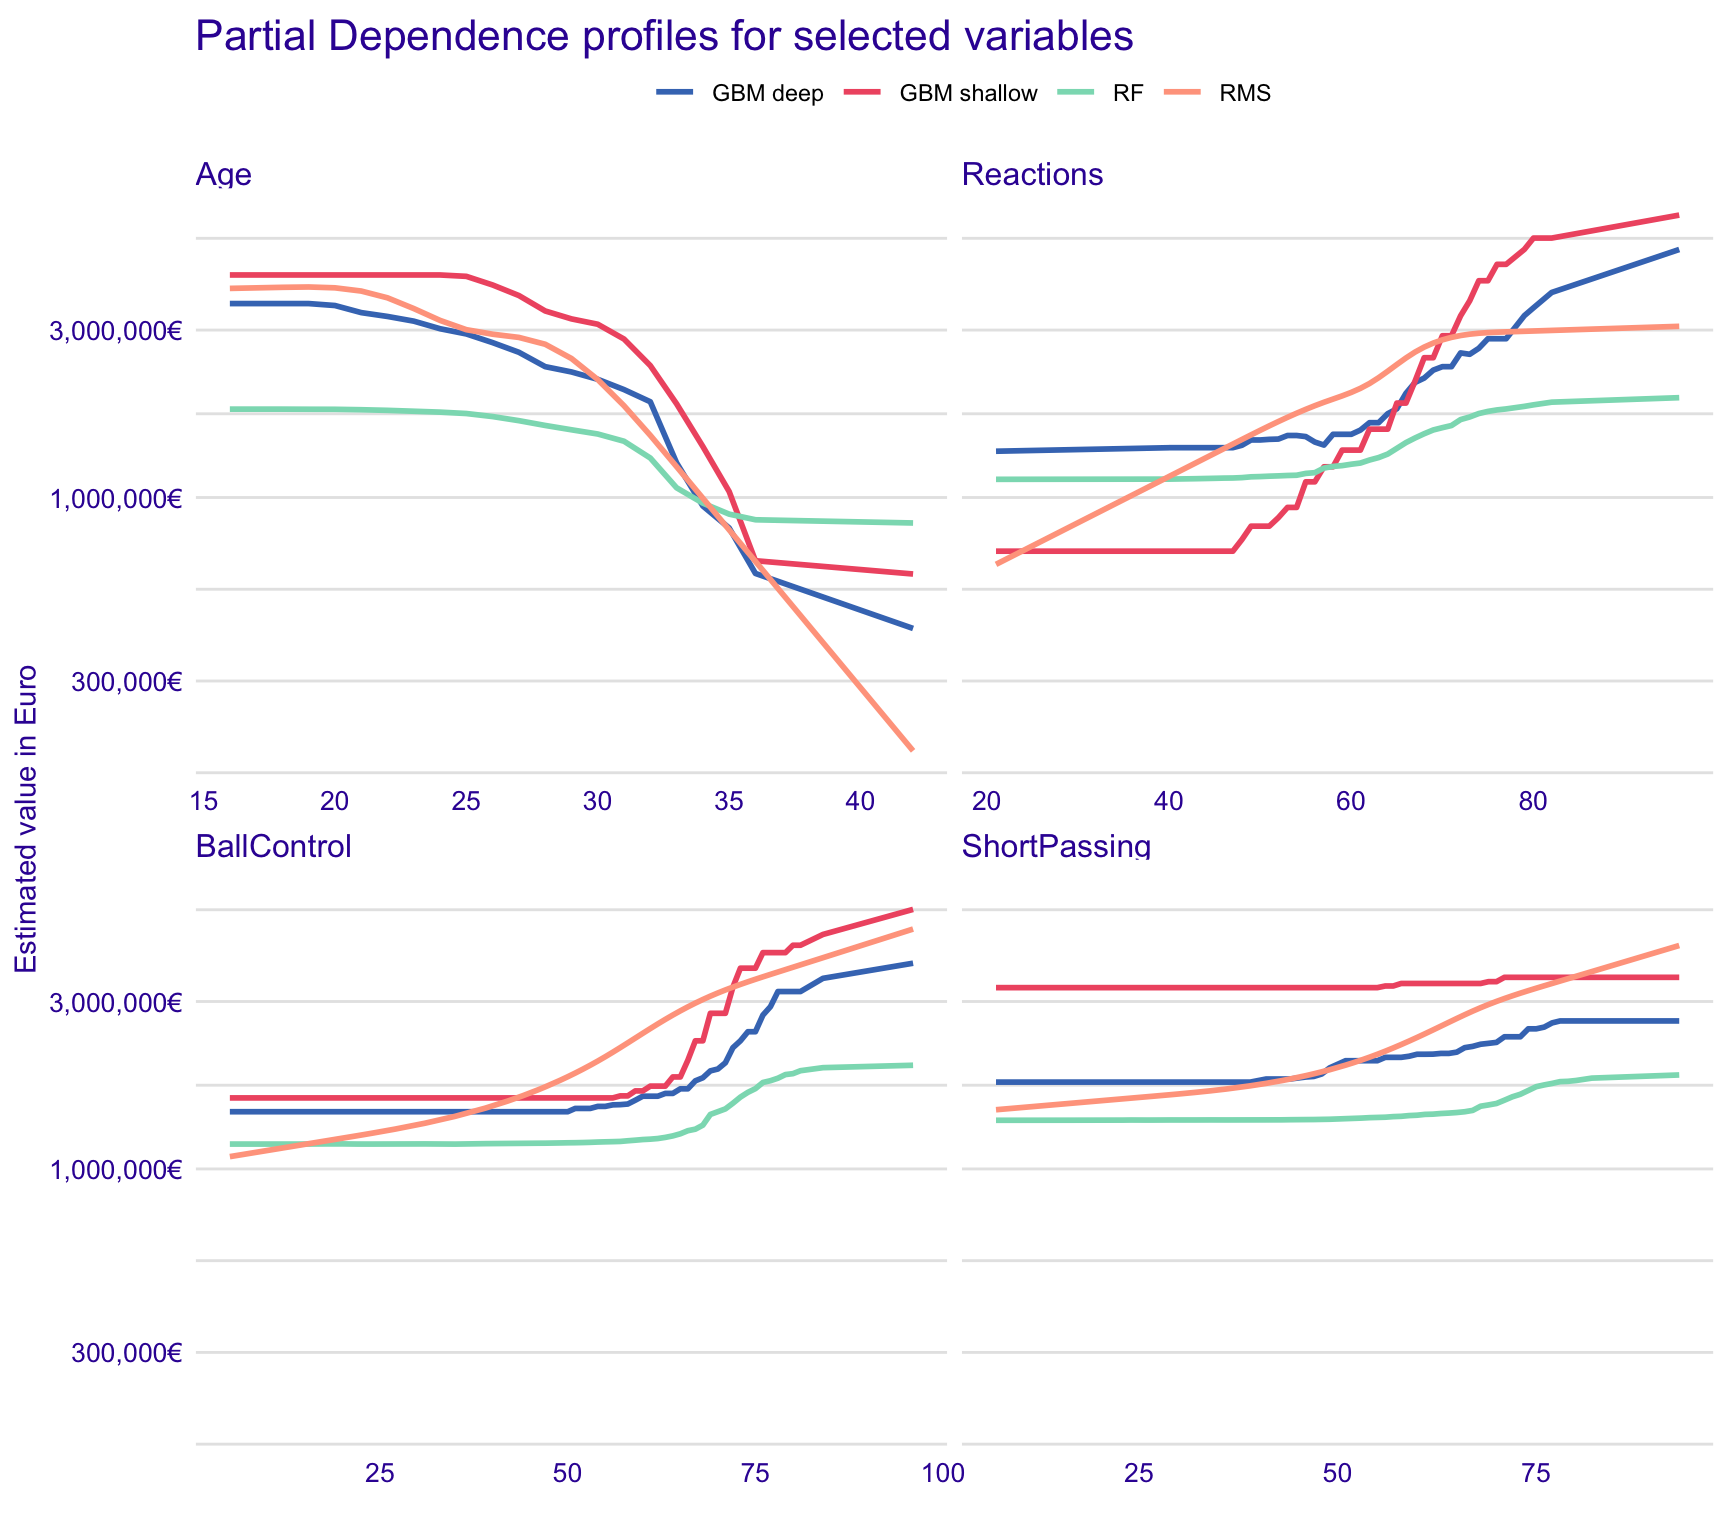 Partial Dependence profiles for selected variables
GBM deep GBM shallow RF RMS
Age Reactions
3,000,000€
1,000,000€
300,000€
15 20 25 30 35 40 20 40 60 80
BallControl ShortPassing
Estimated value in Euro
3,000,000€
1,000,000€
300,000€
25 50 75 100 25 50 75